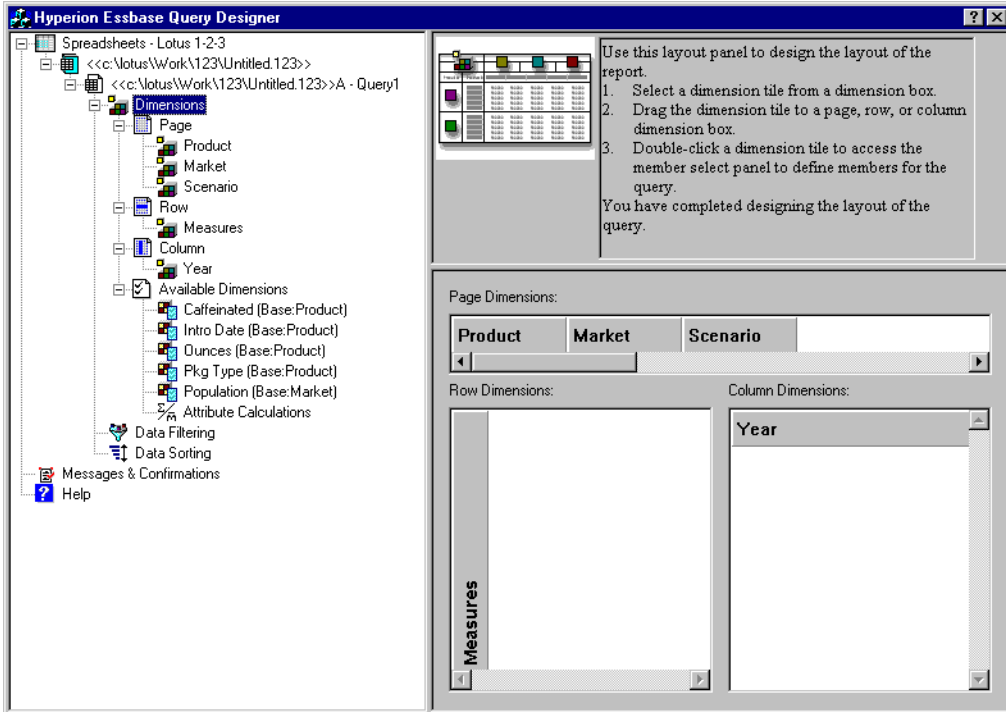 Hyperion Essbase Query Designer
Spreadsheets - Lotus 1-2-3
<<c:\lotus\Work\123\Untitled.123>>
<<c:\lotus\Work\123\Untitled.123>>A - Query1
Dimensions
Page
Product
Market
Scenario
Row
Measures
Column
Year
Available Dimensions
Caffeinated (Base:Product)
Intro Date (Base:Product)
Ounces (Base:Product)
Pkg Type (Base:Product)
Population (Base:Market)
Attribute Calculations
Data Filtering
Data Sorting
Messages & Confirmations
Help
Use this layout panel to design the layout of the
report.
1. Select a dimension tile from a dimension box.
2. Drag the dimension tile to a page, row, or column
dimension box.
3. Double-click a dimension tile to access the
member select panel to define members for the
query.
You have completed designing the layout of the
query.
Page Dimensions:
Product Market Scenario
Row Dimensions:
Measures
Column Dimensions:
Year